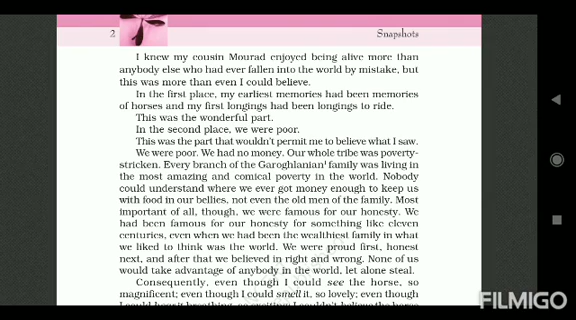 2
Snapshots
I knew my cousin Mourad enjoyed being alive more than
anybody else who had ever fallen into the world by mistake, but
this was more than even I could believe.
In the first place, my earliest memories had been memories
of horses and my first longings had been longings to ride.
This was the wonderful part.
In the second place, we were poor.
This was the part that wouldn't permit me to believe what I saw.
We were poor. We had no money. Our whole tribe was poverty-
stricken. Every branch of the Garoghlanian¹ family was living in
the most amazing and comical poverty in the world. Nobody
could understand where we ever got money enough to keep us
with food in our bellies, not even the old men of the family. Most
important of all, though, we were famous for our honesty. We
had been famous for our honesty for something like eleven
centuries, even when we had been the wealthiest family in what
we liked to think was the world. We were proud first, honest
next, and after that we believed in right and wrong. None of us
would take advantage of anybody in the world, let alone steal.
Consequently, even though I could see the horse, so
magnificent; even though I could smell it, so lovely; even though
I could hear it breathing, so exciting; I couldn't believe the horse
FILMIGO